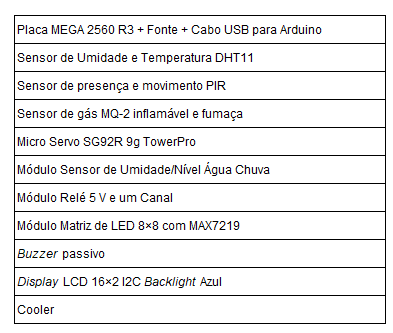 Placa MEGA 2560 R3 + Fonte + Cabo USB para Arduino
Sensor de Umidade e Temperatura DHT11
Sensor de presença e movimento PIR
Sensor de gás MQ-2 inflamável e fumaça
Micro Servo SG92R 9g TowerPro
Módulo Sensor de Umidade/Nível Água Chuva
Módulo Relé 5 V e um Canal
Módulo Matriz de LED 8×8 com MAX7219
Buzzer passivo
Display LCD 16×2 I2C Backlight Azul
Cooler